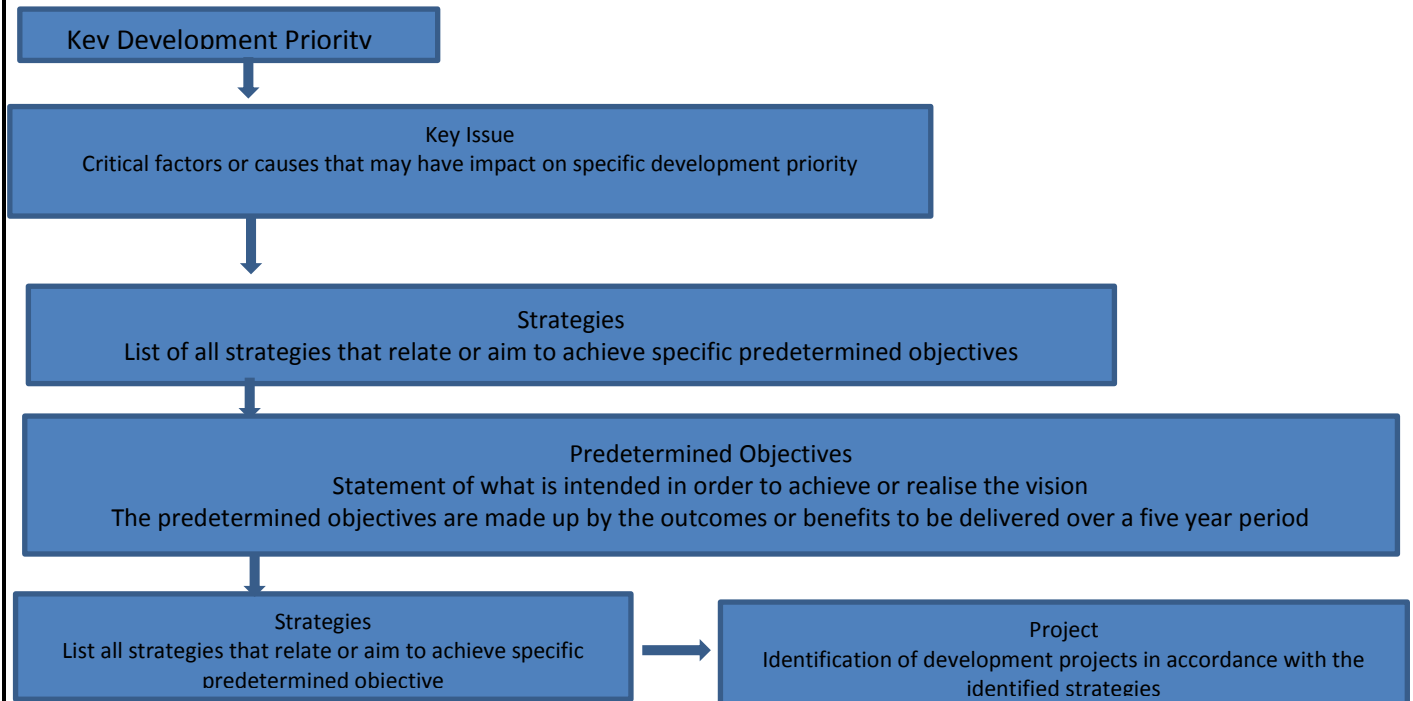 Key Development Priority
Key Issue
Critical factors or causes that may have impact on specific development priority
Strategies
List of all strategies that relate or aim to achieve specific predetermined objectives
Predetermined Objectives
Statement of what is intended in order to achieve or realise the vision
The predetermined objectives are made up by the outcomes or benefits to be delivered over a five year period
Strategies
List all strategies that relate or aim to achieve specific
predetermined objective
Project
Identification of development projects in accordance with the
identified strategies